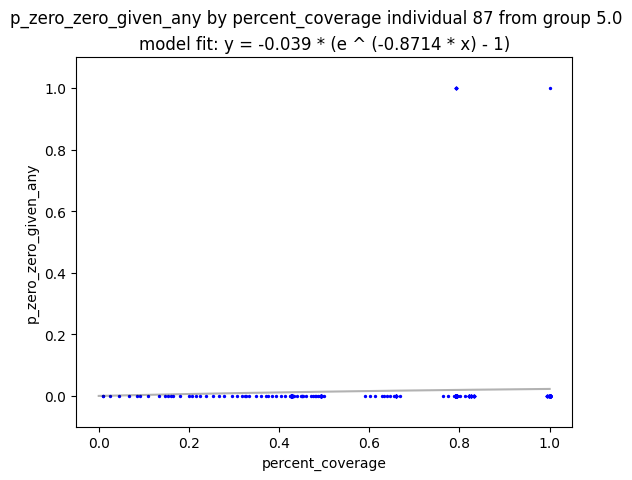 p_zero_zero_given_any by percent_coverage individual 87 from group 5.0
model fit: y = -0.039 * (e ^ (-0.8714 * x) - 1)
1.0
0.8
0.6
0.4
0.2
0.0
p_zero_zero_given_any
0.0 0.2 0.4 0.6 0.8 1.0
percent_coverage